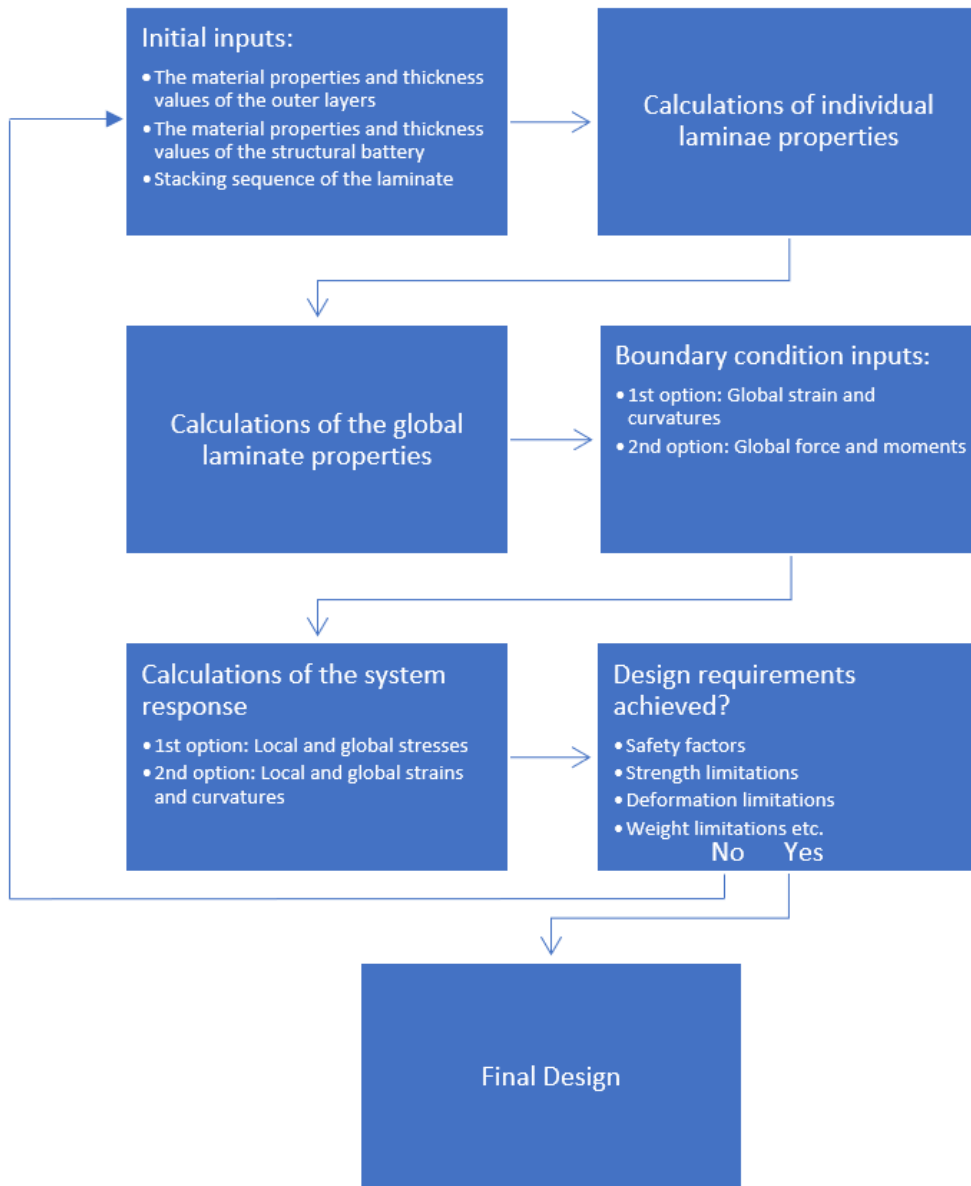 Initial inputs:
•The material properties and thickness
values of the outer layers
•The material properties and thickness
values of the structural battery
•Stacking sequence of the laminate
Calculations of individual
laminae properties
Calculations of the global
laminate properties
Boundary condition inputs:
•1st option: Global strain and
curvatures
•2nd option: Global force and moments
Calculations of the system
response
•1st option: Local and global stresses
•2nd option: Local and global strains
and curvatures
Design requirements
achieved?
•Safety factors
•Strength limitations
•Deformation limitations
•Weight limitations etc.
No Yes
Final Design